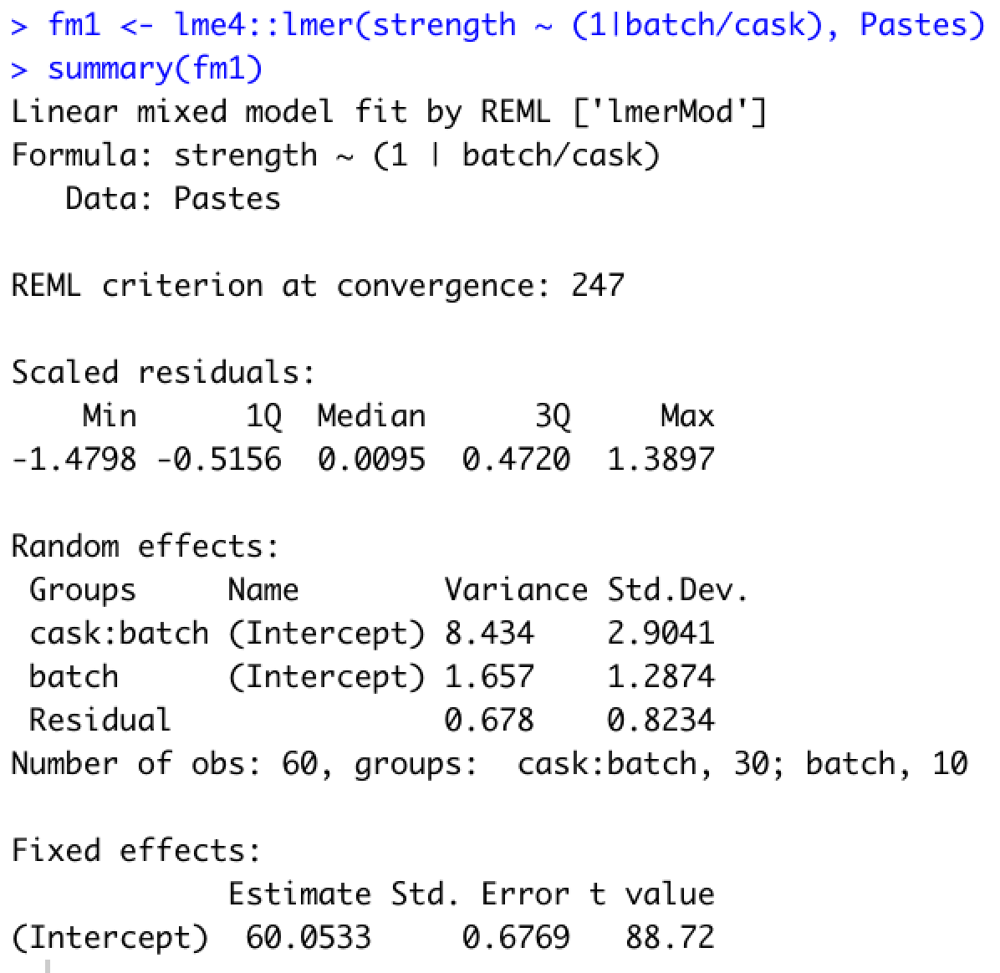 > fm1 <- lme4::lmer(strength ~ (1|batch/cask), Pastes)
> summary(fm1)
Linear mixed model fit by REML ['lmerMod']
Formula: strength ~ (1 | batch/cask)
   Data: Pastes

REML criterion at convergence: 247

Scaled residuals:
    Min      1Q  Median      3Q     Max
-1.4798 -0.5156  0.0095  0.4720  1.3897

Random effects:
 Groups     Name        Variance Std.Dev.
 cask:batch (Intercept) 8.434    2.9041
 batch      (Intercept) 1.657    1.2874
 Residual               0.678    0.8234
Number of obs: 60, groups:  cask:batch, 30; batch, 10

Fixed effects:
            Estimate Std. Error t value
(Intercept)  60.0533     0.6769   88.72